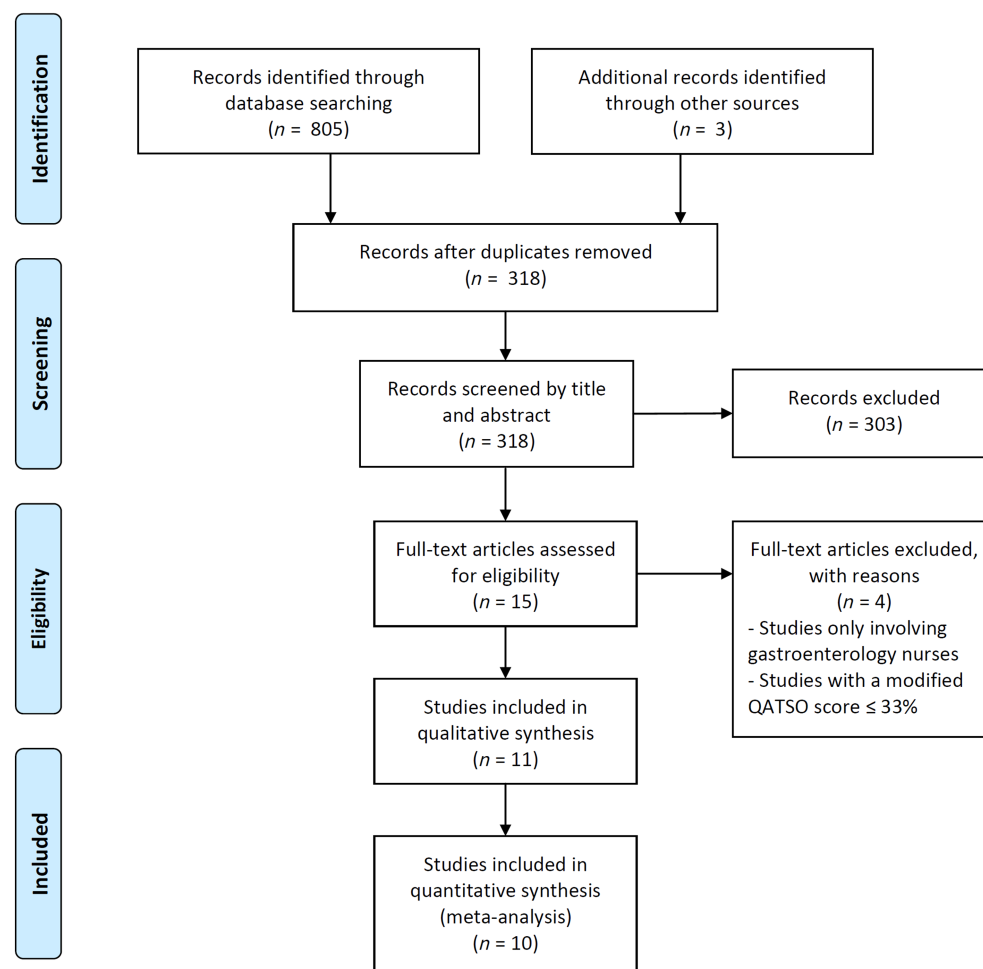 Identification
Records identified through
database searching
(n = 805)
Additional records identified
through other sources
(n = 3)
Records after duplicates removed
(n = 318)
Screening
Records screened by title
and abstract
(n = 318)
Records excluded
(n = 303)
Eligibility
Full-text articles assessed
for eligibility
(n = 15)
Full-text articles excluded,
with reasons
(n = 4)
- Studies only involving
gastroenterology nurses
- Studies with a modified
QATSO score ≤ 33%
Studies included in
qualitative synthesis
(n = 11)
Included
Studies included in
quantitative synthesis
(meta-analysis)
(n = 10)